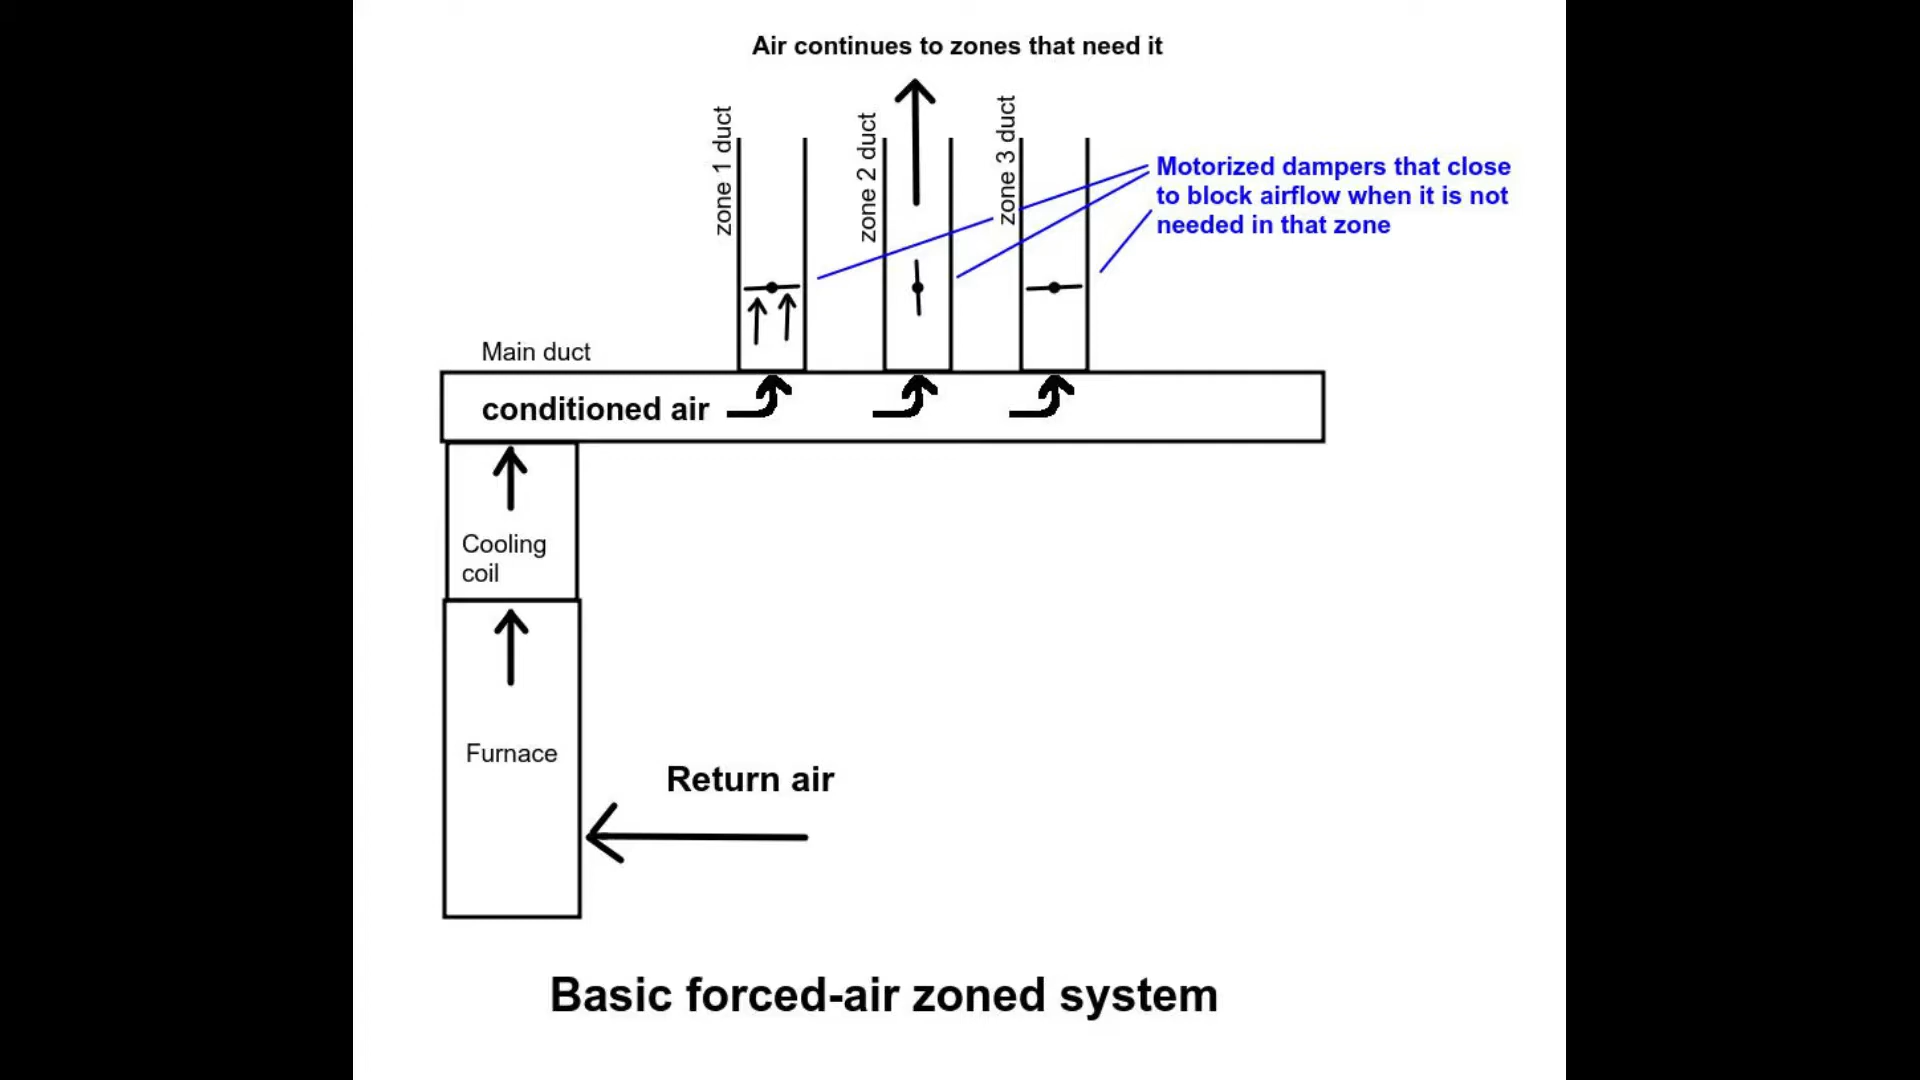 Air continues to zones that need it
zone 1 duct
zone 2 duct
zone 3 duct
Motorized dampers that close
to block airflow when it is not
needed in that zone
Main duct
conditioned air
Cooling
coil
Furnace
Return air
Basic forced-air zoned system